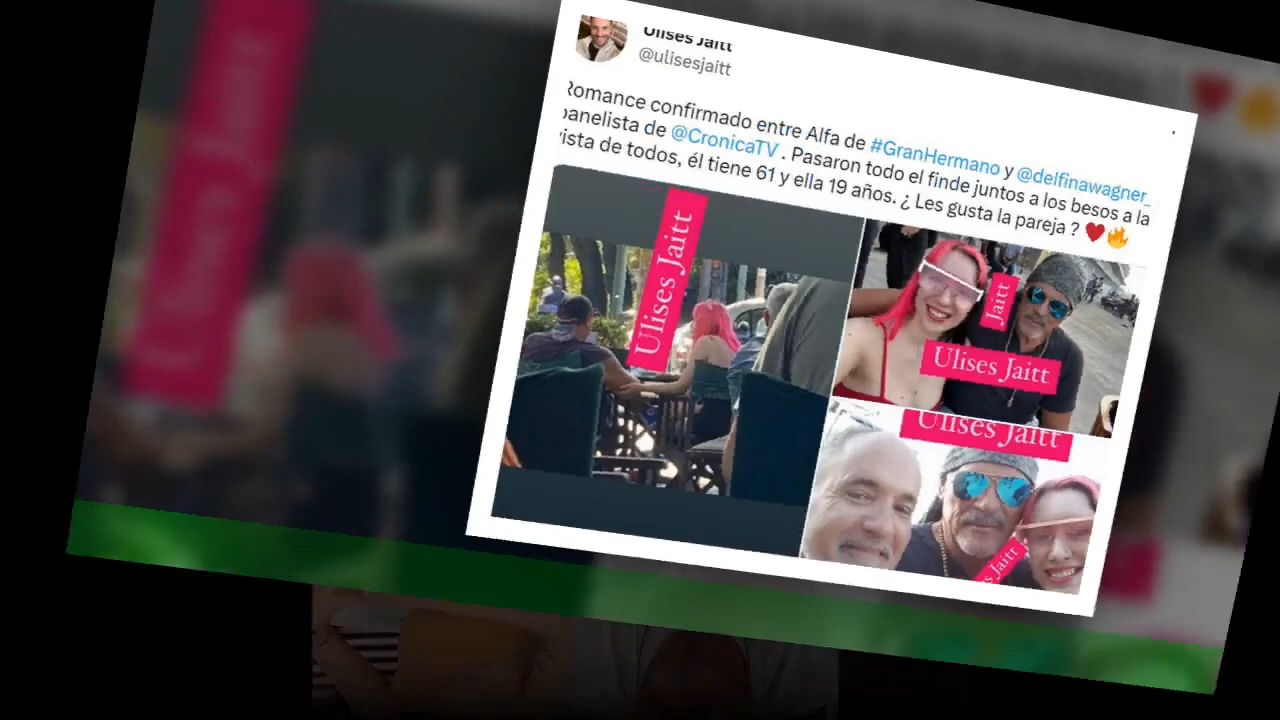 Ulises Jaitt
@ulisesjaitt
Romance confirmado entre Alfa de #GranHermano y @delfinawagner_
panelista de @CronicaTV . Pasaron todo el finde juntos a los besos a la
vista de todos, él tiene 61 y ella 19 años. ¿ Les gusta la pareja ? ❤️🔥
Ulises Jaitt
Jaitt
Ulises Jaitt
Ulises Jaitt
s Jaitt
Ulises Jaitt